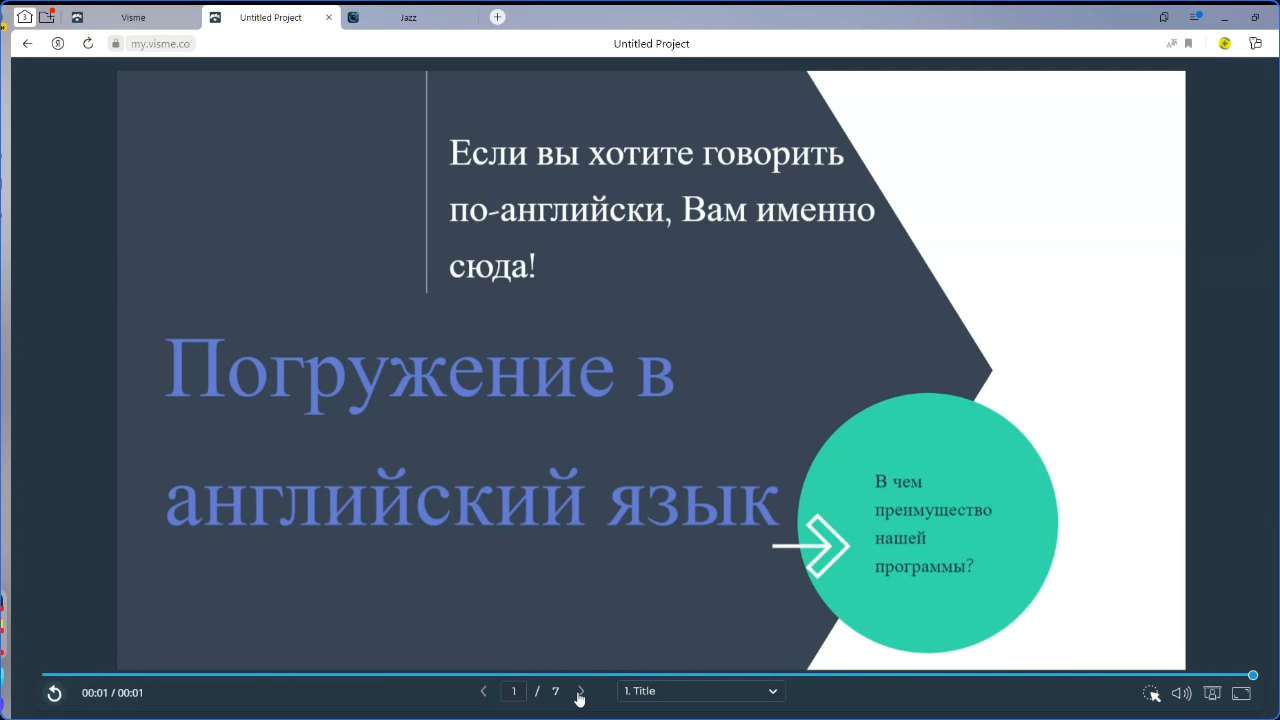 3
Visme
Untitled Project
Jazz
my.visme.co
Untitled Project
Если вы хотите говорить
по-английски, Вам именно
сюда!
Погружение в
английский язык
В чем
преимущество
нашей
программы?
00:01 / 00:01
1 / 7
1. Title